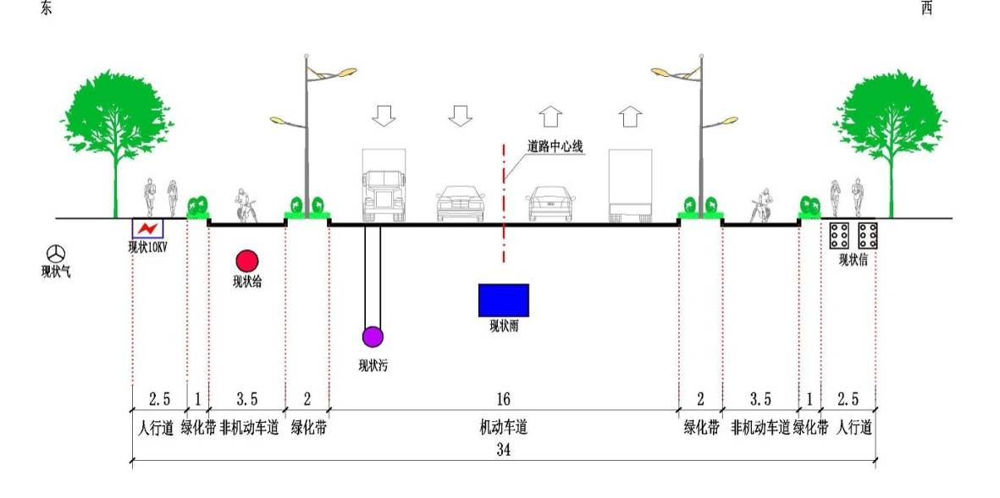 东
西
道路中心线
现状10KV
现状气
现状给
现状信
现状雨
现状污
2.5
1
3.5
2
16
2
3.5
1
2.5
人行道
绿化带
非机动车道
绿化带
机动车道
绿化带
非机动车道
绿化带
人行道
34